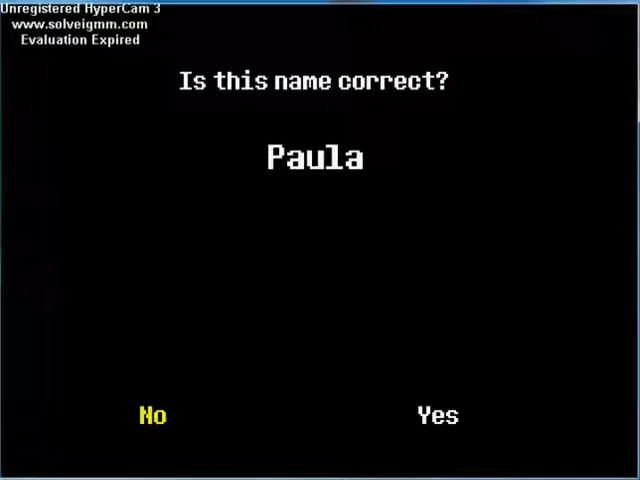 Unregistered HyperCam 3
www.solveigmm.com
Evaluation Expired
Is this name correct?
Paula
No Yes